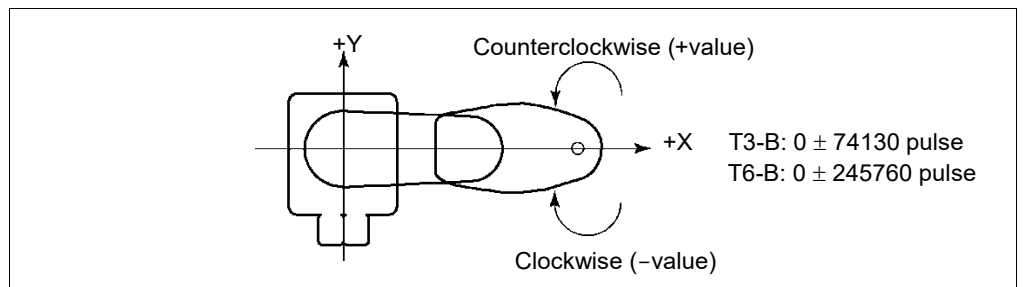 +Y
Counterclockwise (+value)
+X
T3-B: 0 ± 74130 pulse
T6-B: 0 ± 245760 pulse
Clockwise (−value)